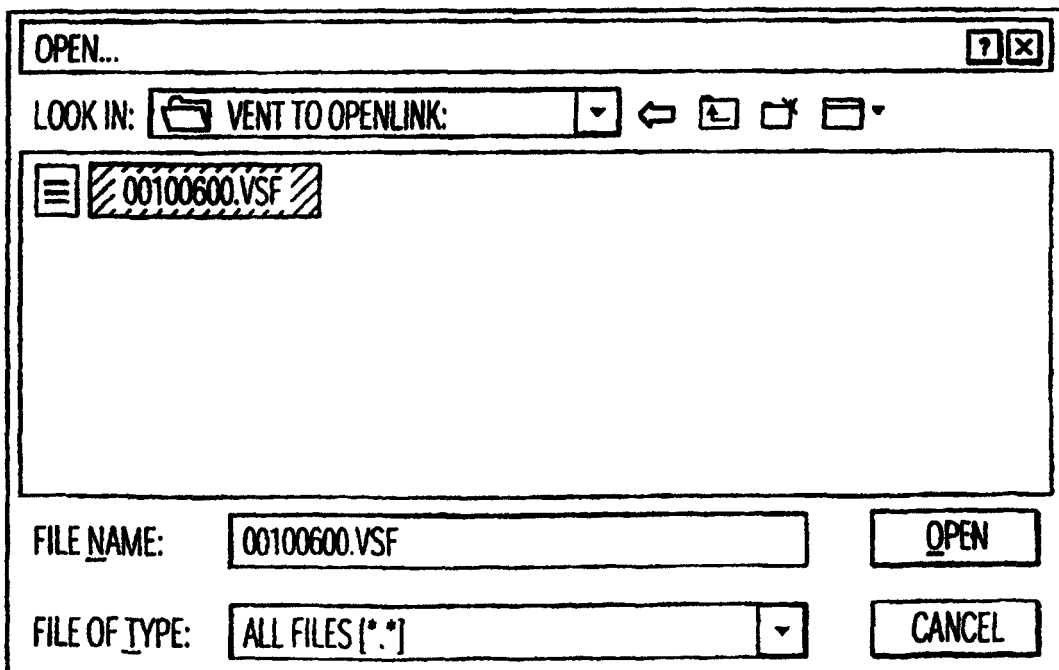 OPEN... ? X
LOOK IN: VENT TO OPENLINK:
00100600.VSF
FILE NAME: 00100600.VSF OPEN
FILE OF TYPE: ALL FILES [*.*] CANCEL